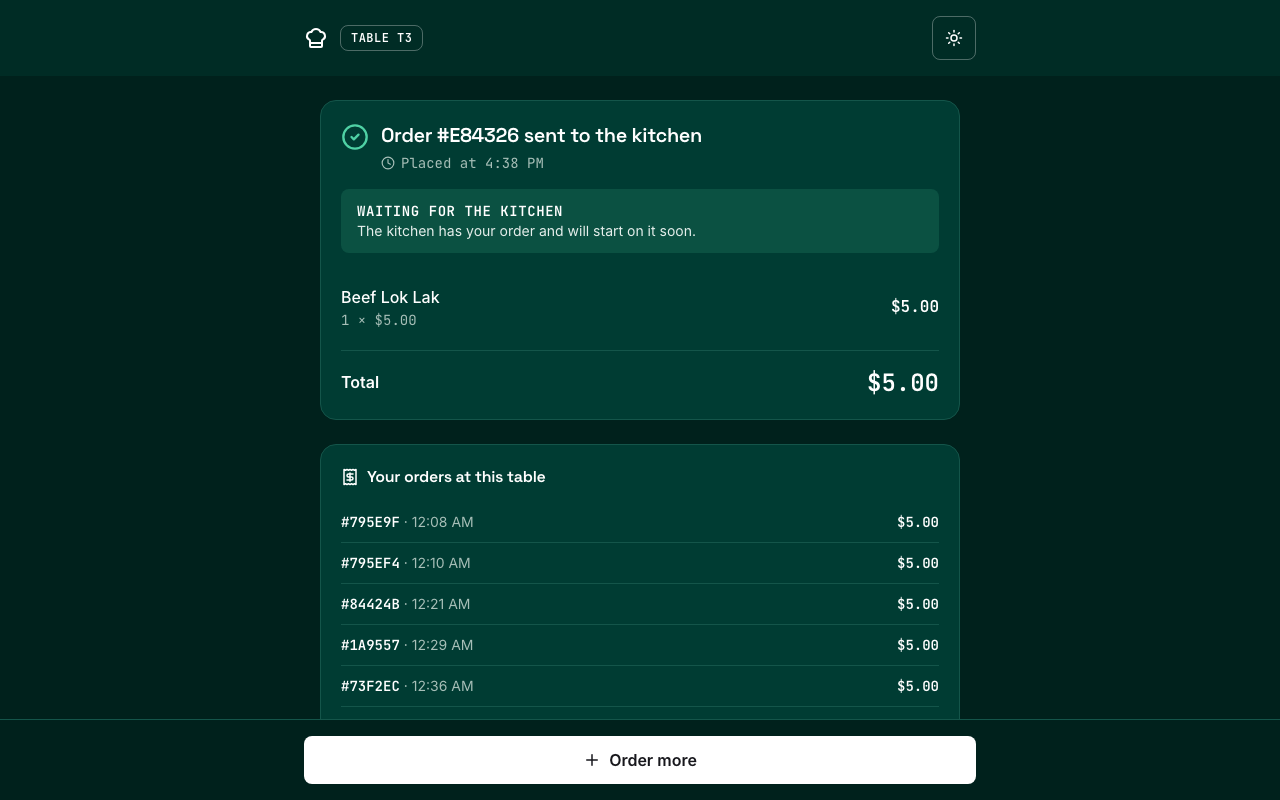 TABLE T3
Order #E84326 sent to the kitchen
Placed at 4:38 PM
WAITING FOR THE KITCHEN
The kitchen has your order and will start on it soon.
Beef Lok Lak
1 × $5.00
$5.00
Total
$5.00
Your orders at this table
#795E9F · 12:08 AM
$5.00
#795EF4 · 12:10 AM
$5.00
#84424B · 12:21 AM
$5.00
#1A9557 · 12:29 AM
$5.00
#73F2EC · 12:36 AM
$5.00
Order more